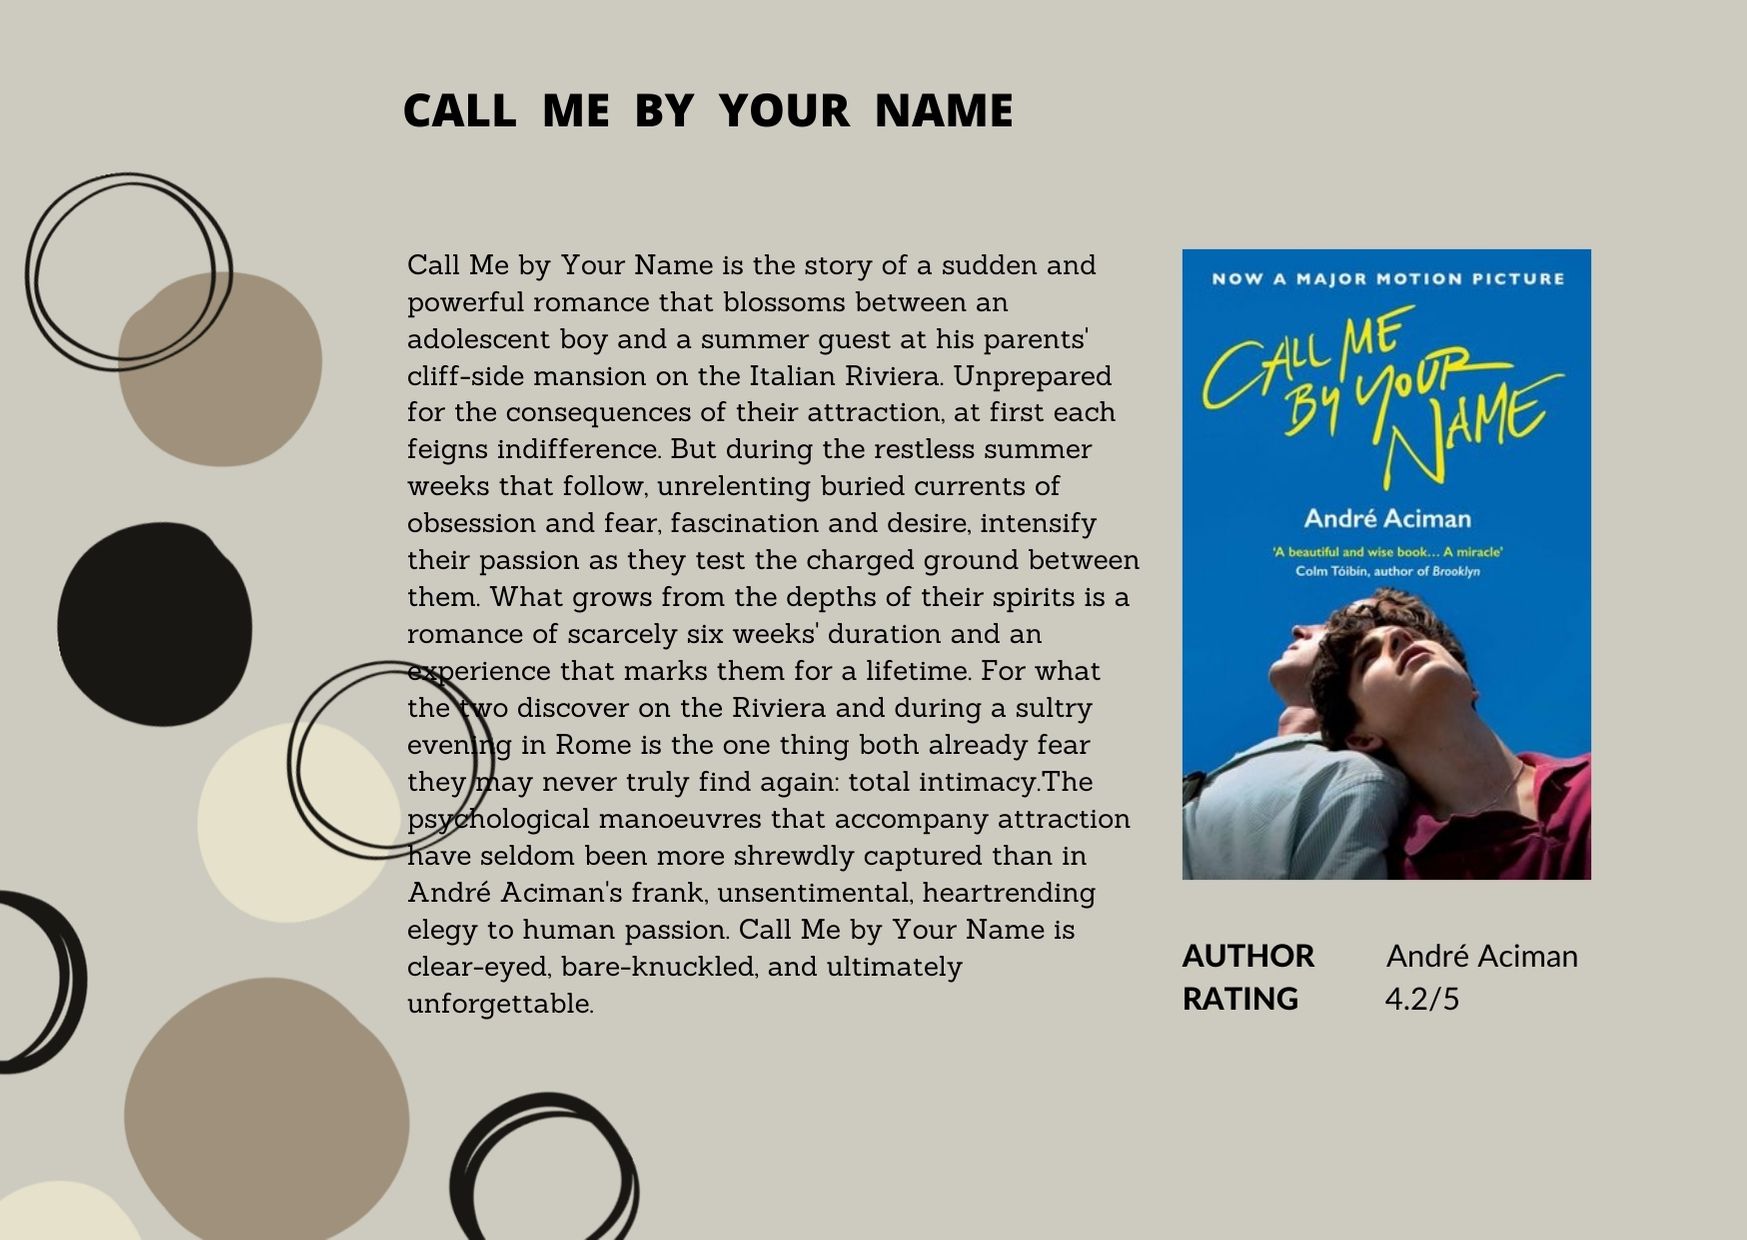 CALL ME BY YOUR NAME
Call Me by Your Name is the story of a sudden and
powerful romance that blossoms between an
adolescent boy and a summer guest at his parents'
cliff-side mansion on the Italian Riviera. Unprepared
for the consequences of their attraction, at first each
feigns indifference. But during the restless summer
weeks that follow, unrelenting buried currents of
obsession and fear, fascination and desire, intensify
their passion as they test the charged ground between
them. What grows from the depths of their spirits is a
romance of scarcely six weeks' duration and an
experience that marks them for a lifetime. For what
the two discover on the Riviera and during a sultry
evening in Rome is the one thing both already fear
they may never truly find again: total intimacy.The
psychological manoeuvres that accompany attraction
have seldom been more shrewdly captured than in
André Aciman's frank, unsentimental, heartrending
elegy to human passion. Call Me by Your Name is
clear-eyed, bare-knuckled, and ultimately
unforgettable.
NOW A MAJOR MOTION PICTURE
CALL ME
BY YOUR
NAME
André Aciman
'A beautiful and wise book... A miracle'
Colm Tóibín, author of Brooklyn
AUTHOR André Aciman
RATING 4.2/5